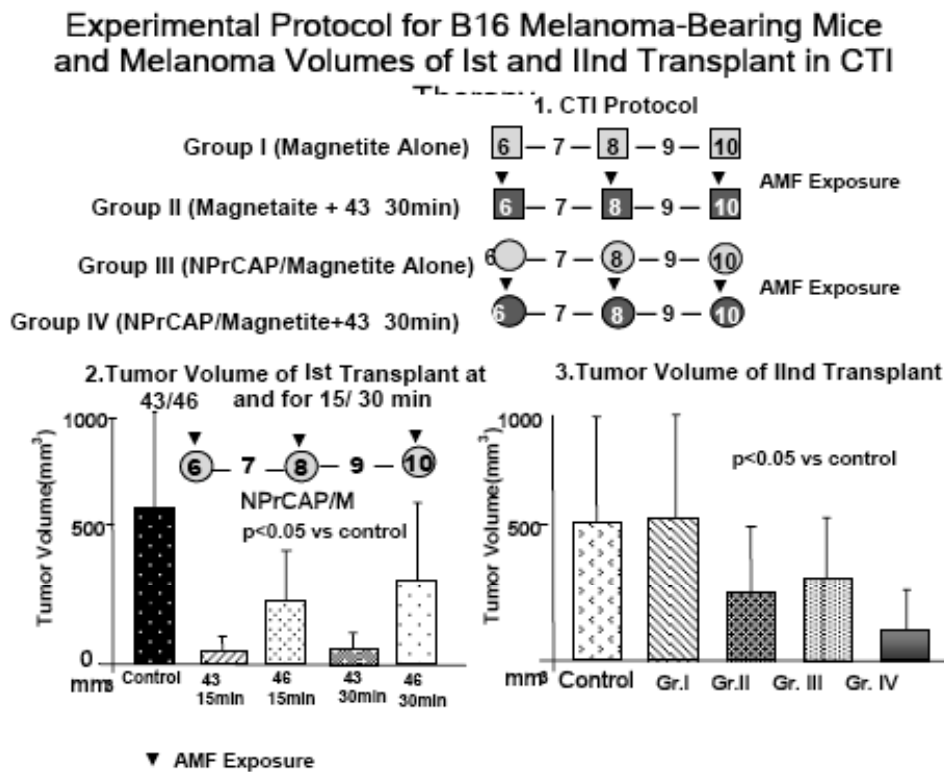 Experimental Protocol for B16 Melanoma-Bearing Mice
and Melanoma Volumes of Ist and IInd Transplant in CTI
Therapy
1. CTI Protocol
Group I (Magnetite Alone) 6 – 7 – 8 – 9 – 10
AMF Exposure
Group II (Magnetaite + 43 30min) 6 – 7 – 8 – 9 – 10
Group III (NPrCAP/Magnetite Alone) 6 – 7 – 8 – 9 – 10
AMF Exposure
Group IV (NPrCAP/Magnetite+43 30min) 6 – 7 – 8 – 9 – 10
2.Tumor Volume of Ist Transplant at
43/46 and for 15/ 30 min
1000
6 – 7 – 8 – 9 – 10
NPrCAP/M
p<0.05 vs control
500
Tumor Volume(mm³)
0
mm³
Control
43 15min
46 15min
43 30min
46 30min
3.Tumor Volume of IInd Transplant
1000
p<0.05 vs control
500
Tumor Volume(mm³)
mm³ Control Gr.I Gr.II Gr. III Gr. IV
▼ AMF Exposure